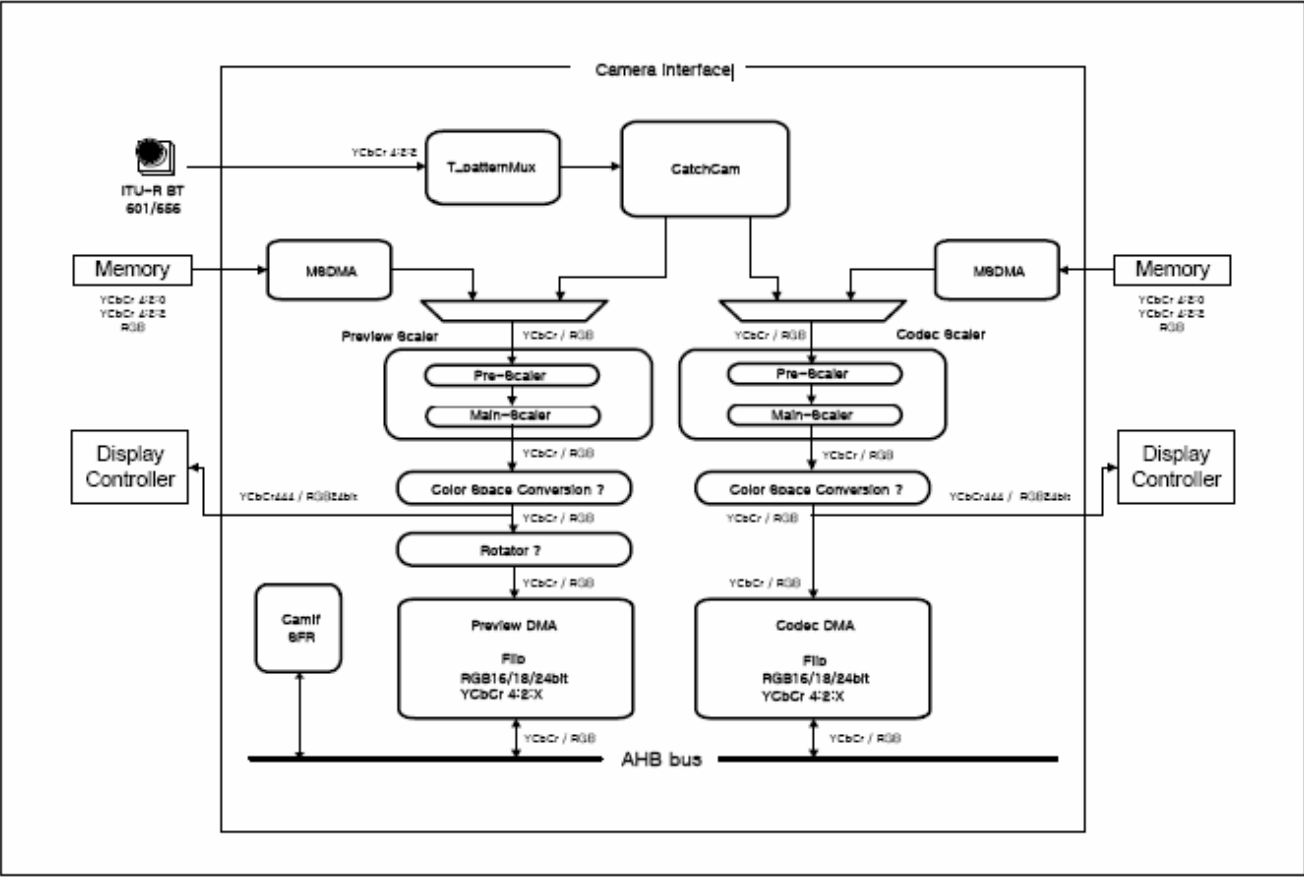 Camera Interface
YCbCr 4:2:2
T_patternMux
CatchCam
ITU-R BT
601/656
Memory
MSDMA
MSDMA
Memory
YCbCr 4:2:0
YCbCr 4:2:2
RGB
YCbCr 4:2:0
YCbCr 4:2:2
RGB
Preview Scaler
YCbCr / RGB
YCbCr / RGB
Codec Scaler
Pre-Scaler
Pre-Scaler
Main-Scaler
Main-Scaler
YCbCr / RGB
YCbCr / RGB
Display
Controller
Display
Controller
Color Space Conversion ?
Color Space Conversion ?
YCbCr444 / RGB24bit
YCbCr444 / RGB24bit
YCbCr / RGB
YCbCr / RGB
Rotator ?
YCbCr / RGB
YCbCr / RGB
CamIf
SFR
Preview DMA
Flip
RGB16/18/24bit
YCbCr 4:2:X
Codec DMA
Flip
RGB16/18/24bit
YCbCr 4:2:X
YCbCr / RGB
YCbCr / RGB
AHB bus